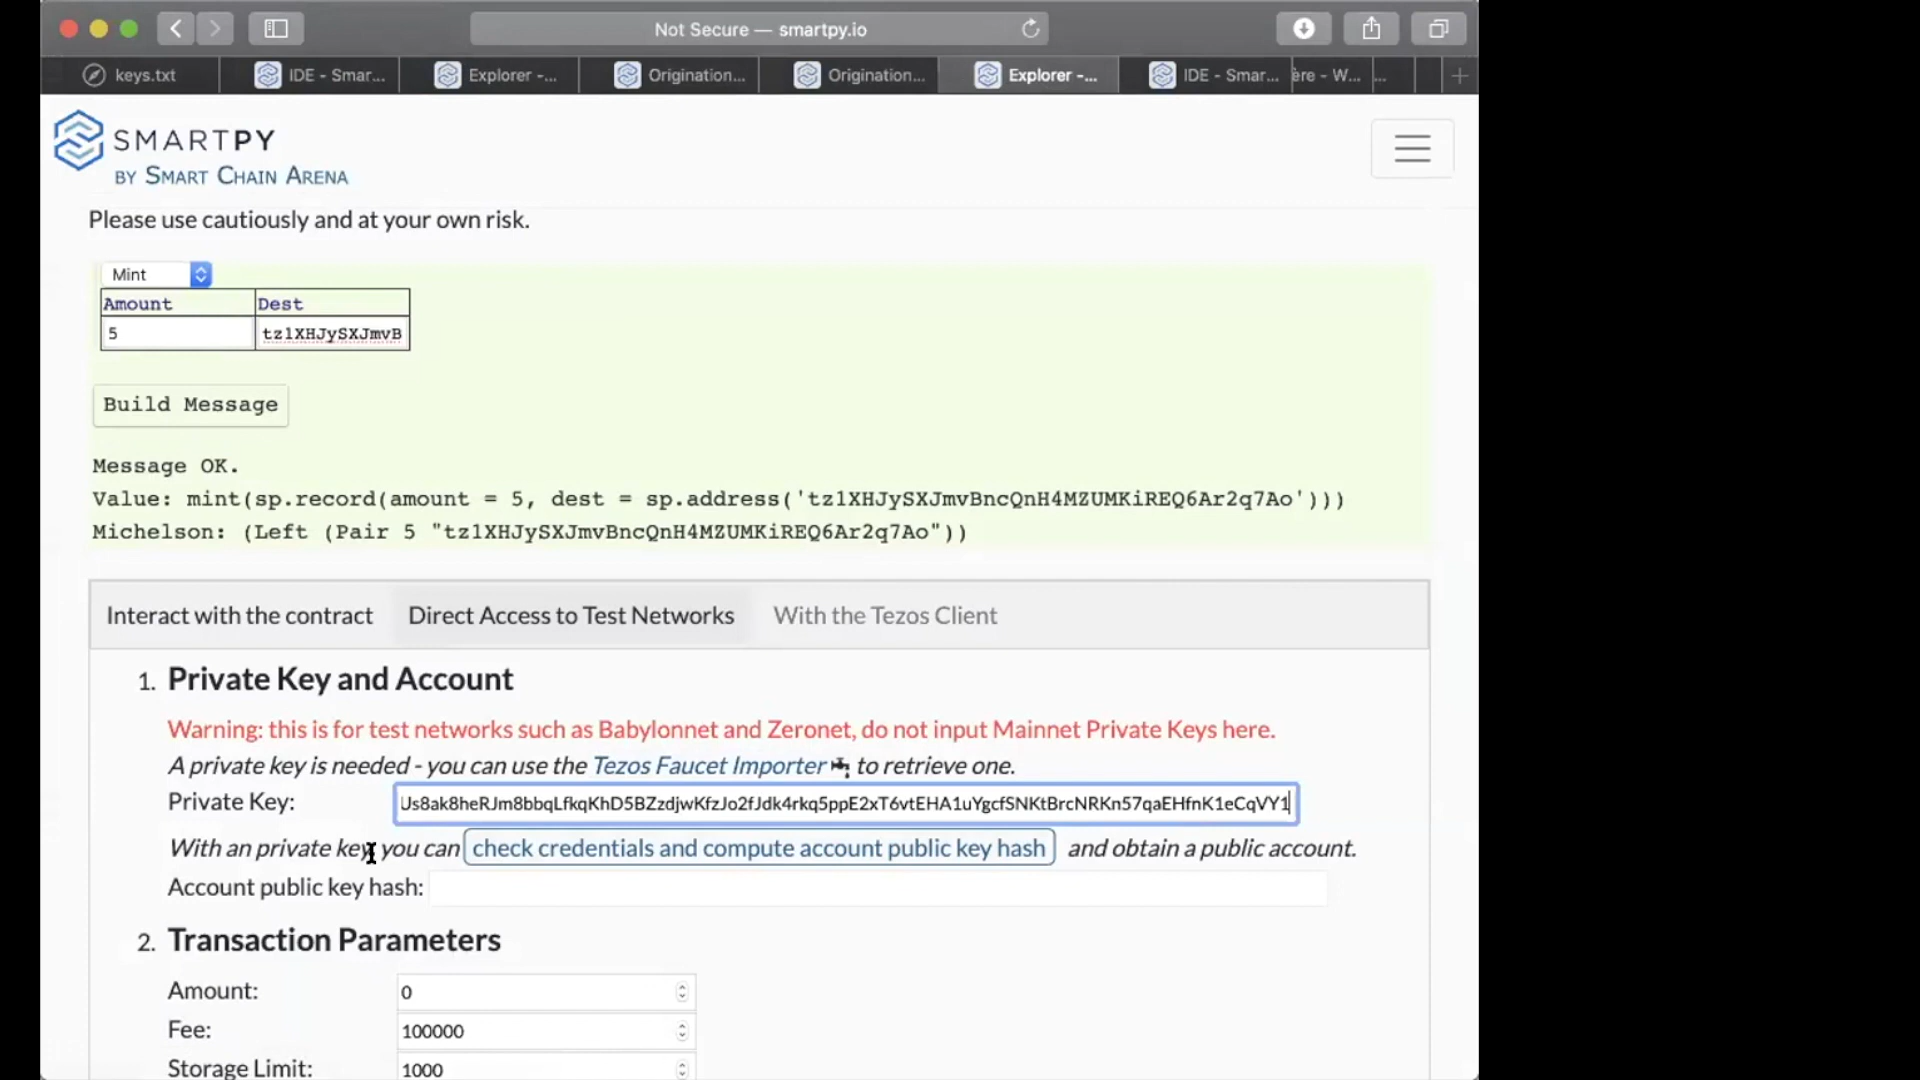 Not Secure — smartpy.io
keys.txt
IDE - Smar...
Explorer -...
Origination...
Origination...
Explorer -...
IDE - Smar...
ere - W...
...
SMARTPY
BY SMART CHAIN ARENA
Please use cautiously and at your own risk.
Mint
Amount Dest
5 tz1XHJySXJmvB
Build Message
Message OK.
Value: mint(sp.record(amount = 5, dest = sp.address('tz1XHJySXJmvBncQnH4MZUMKiREQ6Ar2q7Ao')))
Michelson: (Left (Pair 5 "tz1XHJySXJmvBncQnH4MZUMKiREQ6Ar2q7Ao"))
Interact with the contract Direct Access to Test Networks With the Tezos Client
1. Private Key and Account
Warning: this is for test networks such as Babylonnet and Zeronet, do not input Mainnet Private Keys here.
A private key is needed - you can use the Tezos Faucet Importer to retrieve one.
Private Key: Us8ak8heRJm8bbqLfkqKhD5BZzdjwKfzJo2fJdk4rkq5ppE2xT6vtEHA1uYgcfSNKtBrcNRKn57qaEHfnK1eCqVY1
With an private key you can check credentials and compute account public key hash and obtain a public account.
Account public key hash:
2. Transaction Parameters
Amount: 0
Fee: 100000
Storage Limit: 1000